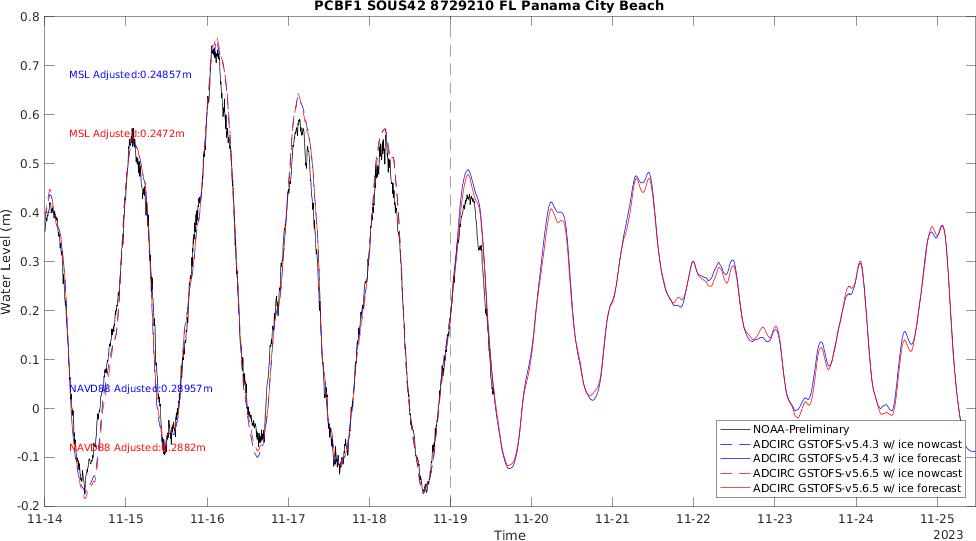 PCBF1 SOUS42 8729210 FL Panama City Beach
Water Level (m)
0.8
0.7
0.6
0.5
0.4
0.3
0.2
0.1
0
-0.1
-0.2
MSL Adjusted:0.24857m
MSL Adjusted:0.2472m
NAVD88 Adjusted:0.28957m
NAVD88 Adjusted:0.2882m
NOAA-Preliminary
ADCIRC GSTOFS-v5.4.3 w/ ice nowcast
ADCIRC GSTOFS-v5.4.3 w/ ice forecast
ADCIRC GSTOFS-v5.6.5 w/ ice nowcast
ADCIRC GSTOFS-v5.6.5 w/ ice forecast
11-14 11-15 11-16 11-17 11-18 11-19 11-20 11-21 11-22 11-23 11-24 11-25
Time
2023